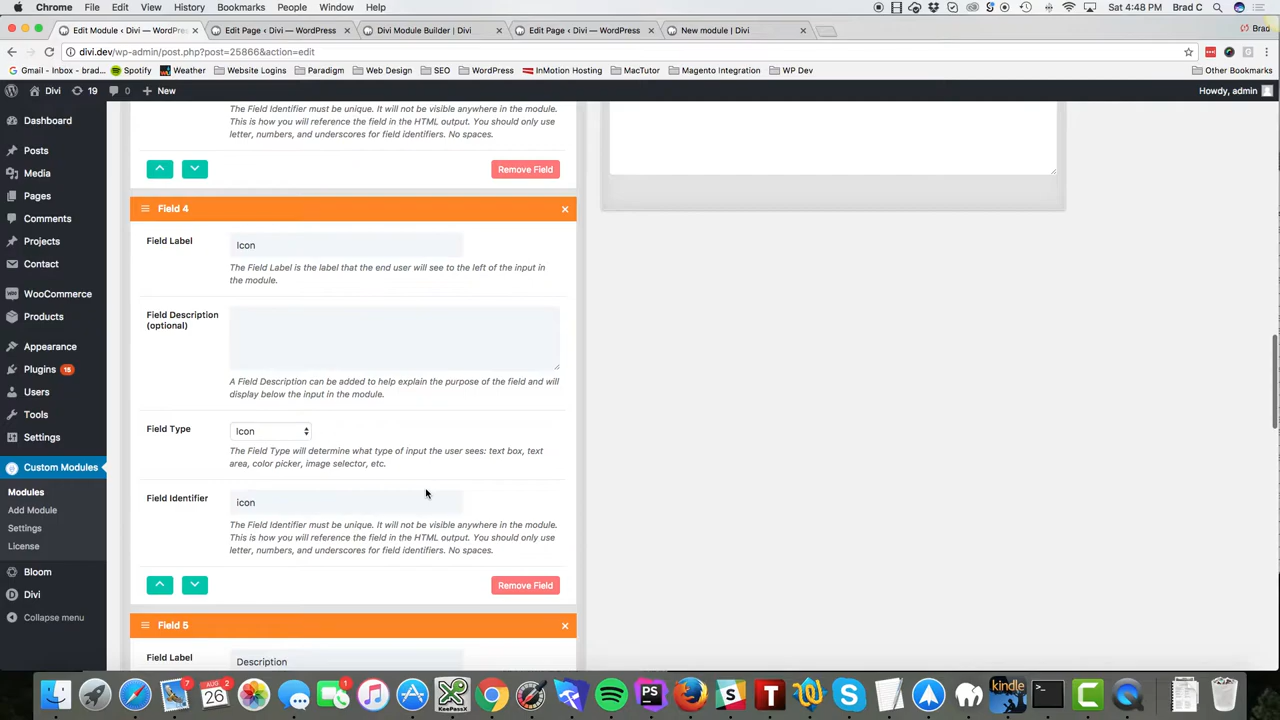 Chrome File Edit View History Bookmarks People Window Help Sat 4:48 PM Brad C
Edit Module ‹ Divi — WordPres Edit Page ‹ Divi — WordPress Divi Module Builder | Divi Edit Page ‹ Divi — WordPress New module | Divi Brad
divi.dev/wp-admin/post.php?post=25866&action=edit
Gmail - Inbox - brad... Spotify Weather Website Logins Paradigm Web Design SEO WordPress InMotion Hosting MacTutor Magento Integration WP Dev Other Bookmarks
Divi 19 0 New Howdy, admin
Dashboard
Posts
Media
Pages
Comments
Projects
Contact
WooCommerce
Products
Appearance
Plugins 15
Users
Tools
Settings
Custom Modules
Modules
Add Module
Settings
License
Bloom
Divi
Collapse menu
The Field Identifier must be unique. It will not be visible anywhere in the module.
This is how you will reference the field in the HTML output. You should only use
letter, numbers, and underscores for field identifiers. No spaces.
Remove Field
Field 4
Field Label
Icon
The Field Label is the label that the end user will see to the left of the input in
the module.
Field Description
(optional)
A Field Description can be added to help explain the purpose of the field and will
display below the input in the module.
Field Type
Icon
The Field Type will determine what type of input the user sees: text box, text
area, color picker, image selector, etc.
Field Identifier
icon
The Field Identifier must be unique. It will not be visible anywhere in the module.
This is how you will reference the field in the HTML output. You should only use
letter, numbers, and underscores for field identifiers. No spaces.
Remove Field
Field 5
Field Label
Description
AUG 2
26
7
1
KeePassX
PS
S
T
kindle